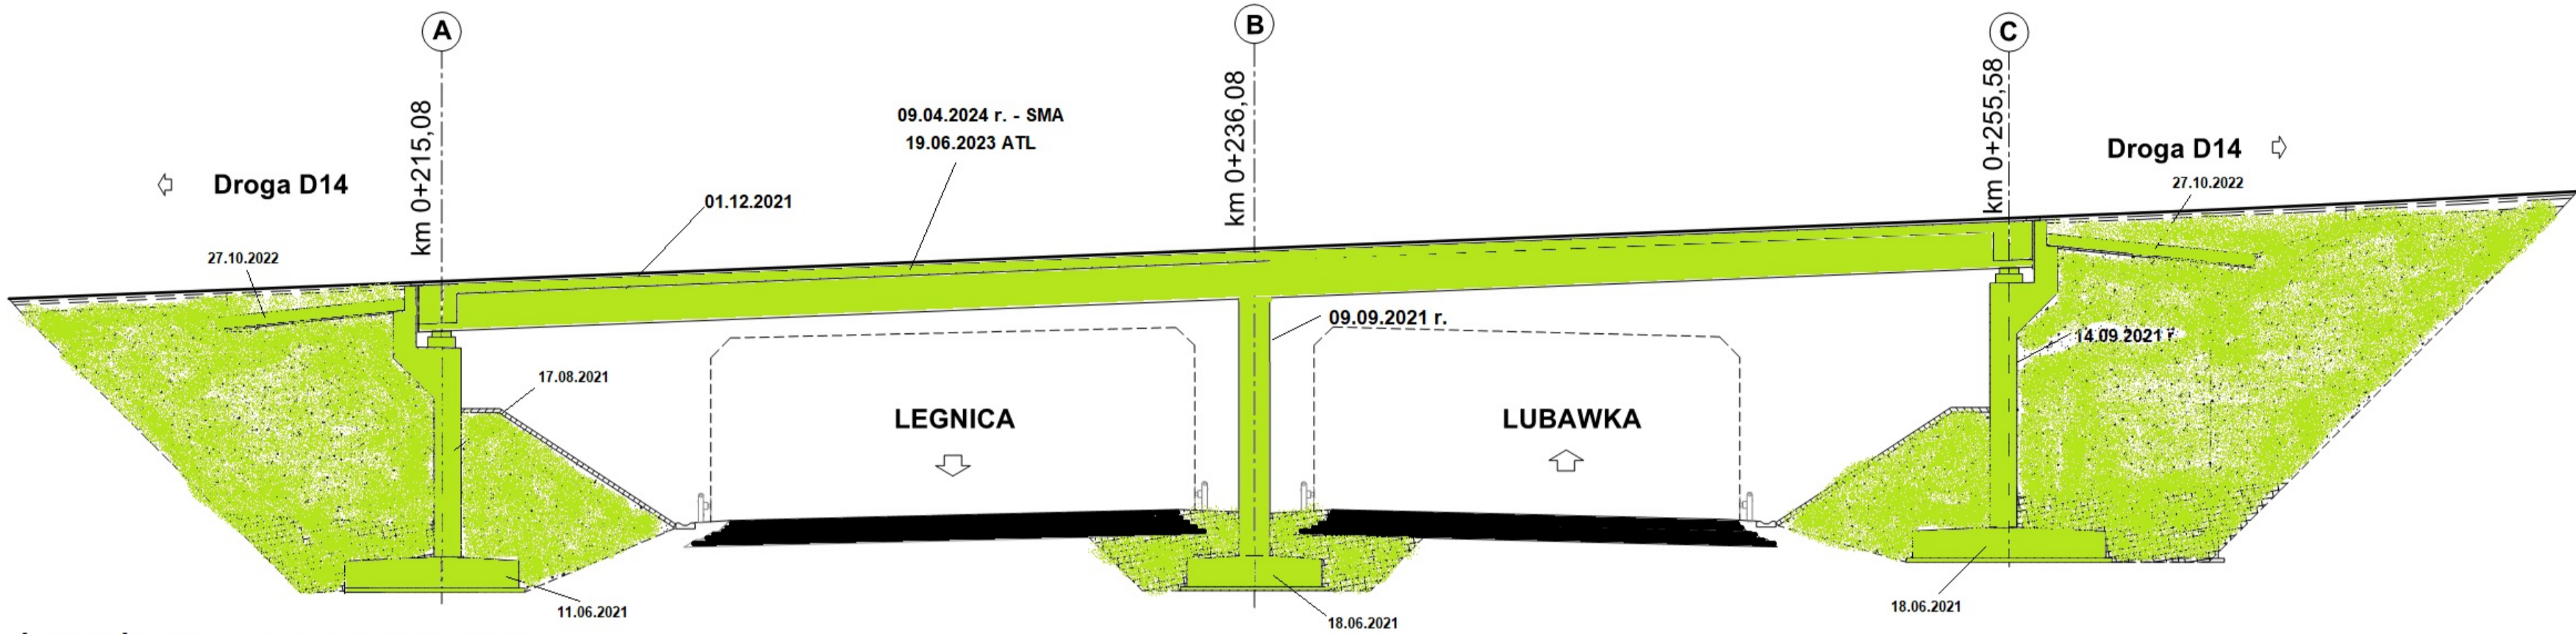 A
B
C
km 0+215,08
km 0+236,08
km 0+255,58
09.04.2024 r. - SMA
19.06.2023 ATL
Droga D14
Droga D14
27.10.2022
01.12.2021
27.10.2022
09.09.2021 r.
14.09.2021 r.
17.08.2021
LEGNICA
LUBAWKA
11.06.2021
18.06.2021
18.06.2021